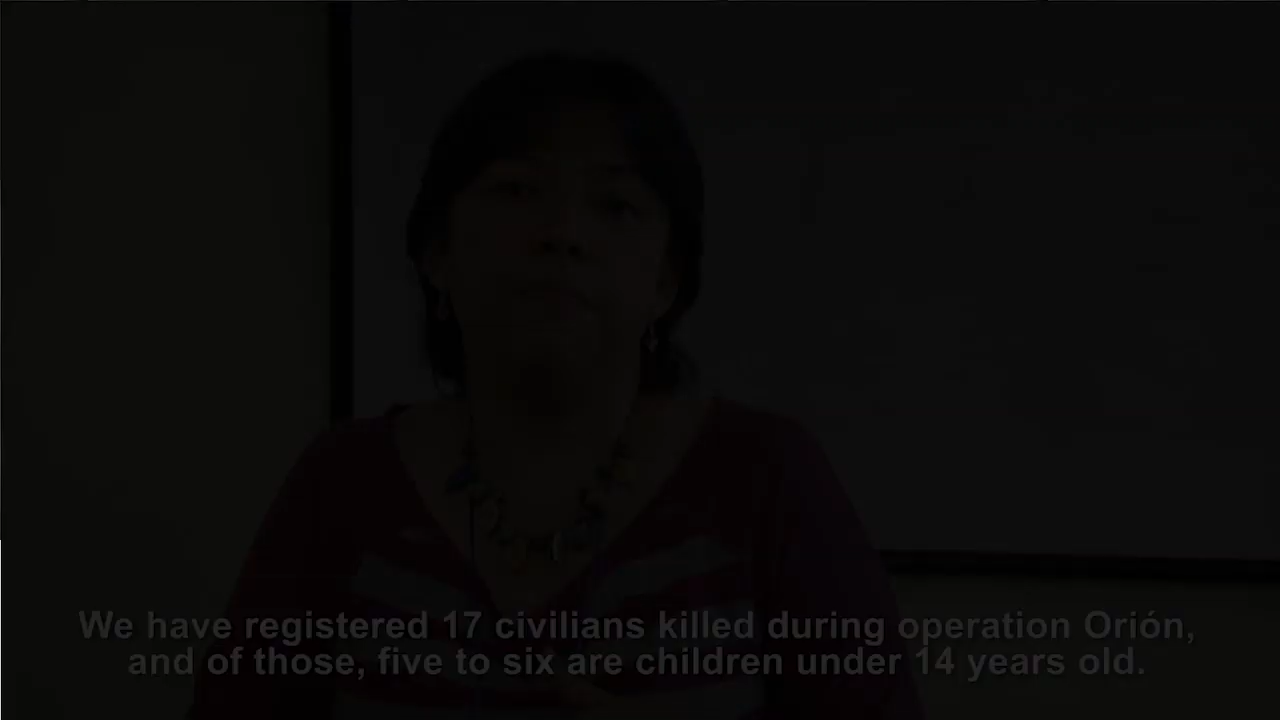 We have registered 17 civilians killed during operation Orión,
and of those, five to six are children under 14 years old.